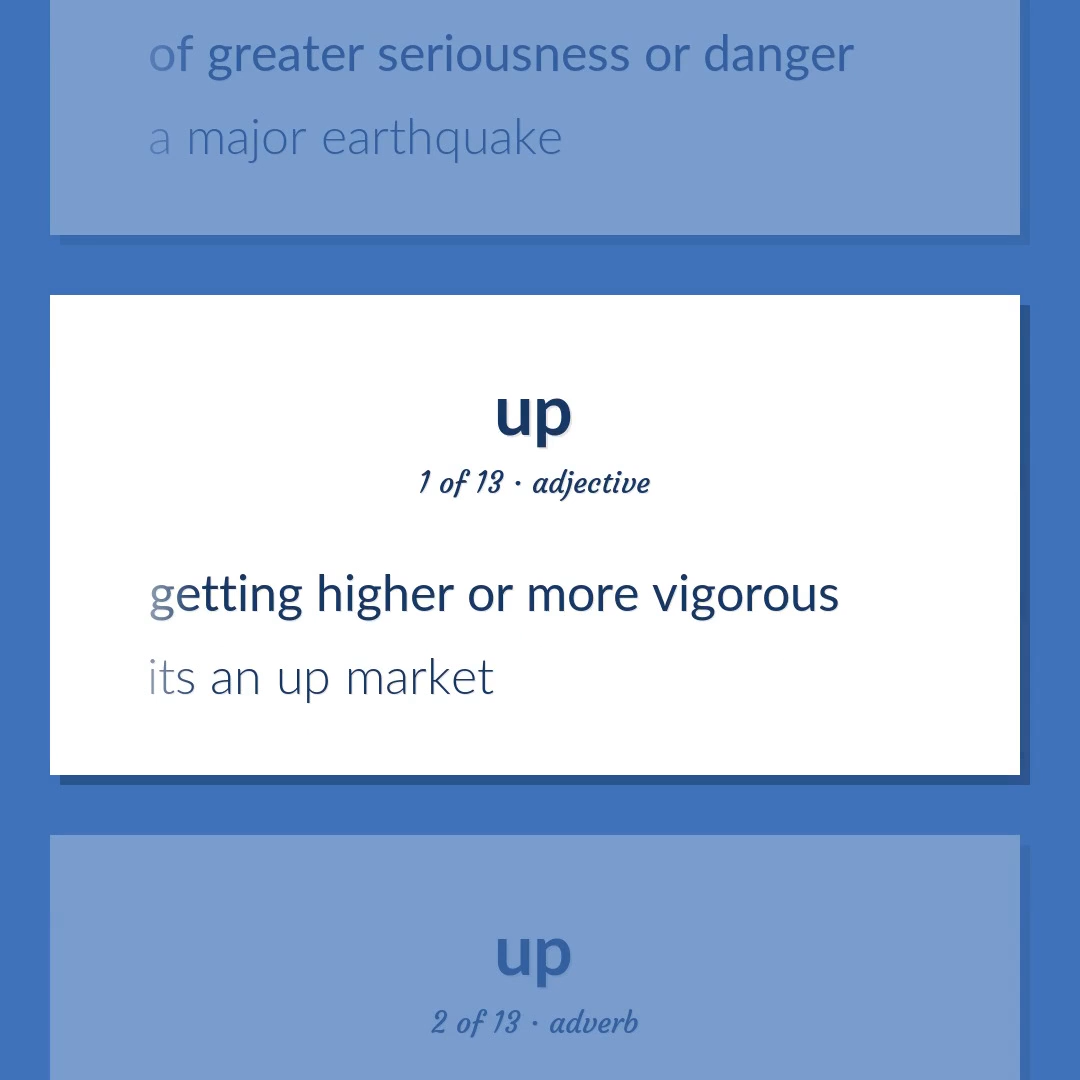 of greater seriousness or danger
a major earthquake
up
1 of 13 · adjective
getting higher or more vigorous
its an up market
up
2 of 13 · adverb